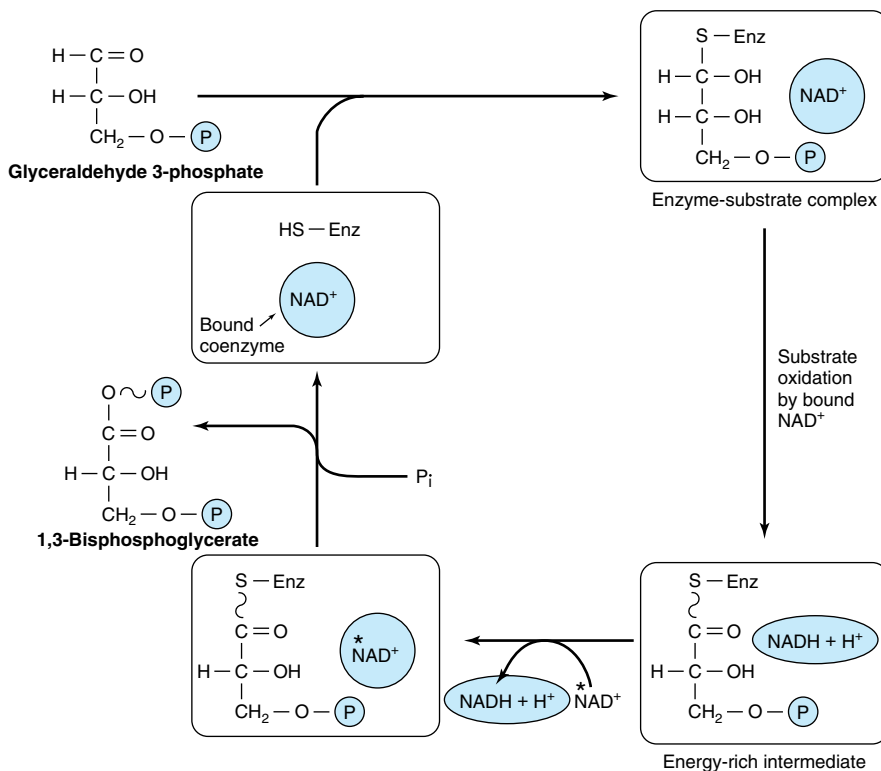 H–C=O
H–C–OH
CH₂–O–P
Glyceraldehyde 3-phosphate
S–Enz
H–C–OH
NAD⁺
H–C–OH
CH₂–O–P
Enzyme-substrate complex
HS–Enz
NAD⁺
Bound
coenzyme
Substrate
oxidation
by bound
NAD⁺
O~P
C=O
H–C–OH
CH₂–O–P
1,3-Bisphosphoglycerate
Pi
S–Enz
C=O
*NAD⁺
H–C–OH
CH₂–O–P
NADH + H⁺
*NAD⁺
S–Enz
C=O
NADH + H⁺
H–C–OH
CH₂–O–P
Energy-rich intermediate